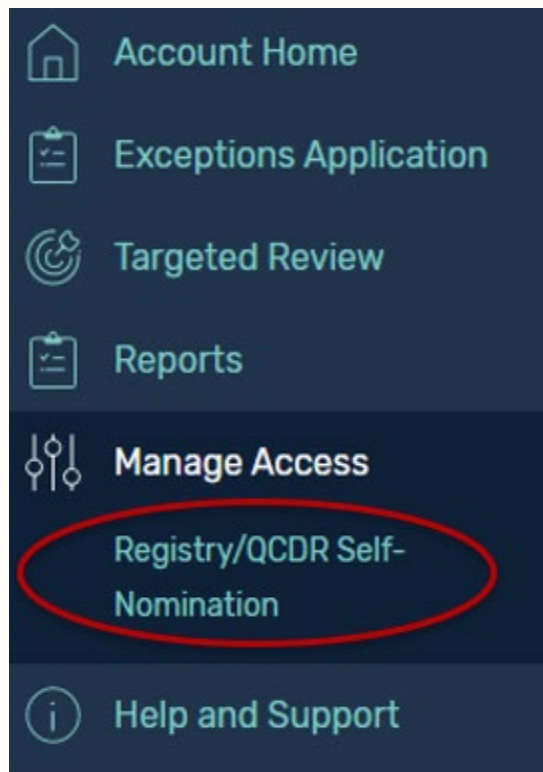 Account Home
Exceptions Application
Targeted Review
Reports
Manage Access
Registry/QCDR Self-
Nomination
Help and Support